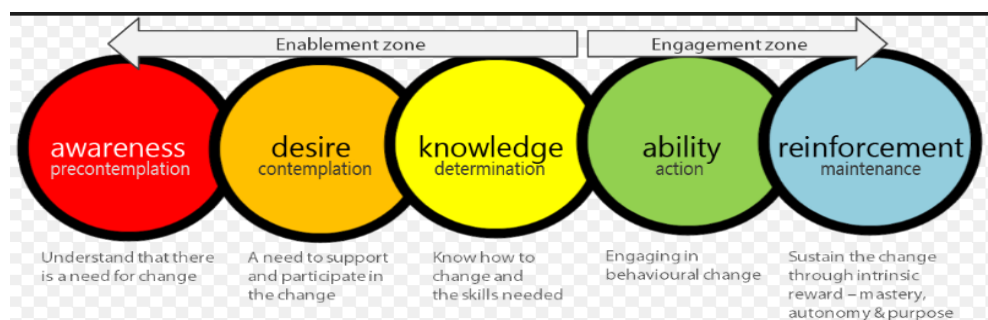 Enablement zone
Engagement zone
awareness
precontemplation
desire
contemplation
knowledge
determination
ability
action
reinforcement
maintenance
Understand that there
is a need for change
A need to support
and participate in
the change
Know how to
change and
the skills needed
Engaging in
behavioural change
Sustain the change
through intrinsic
reward – mastery,
autonomy & purpose